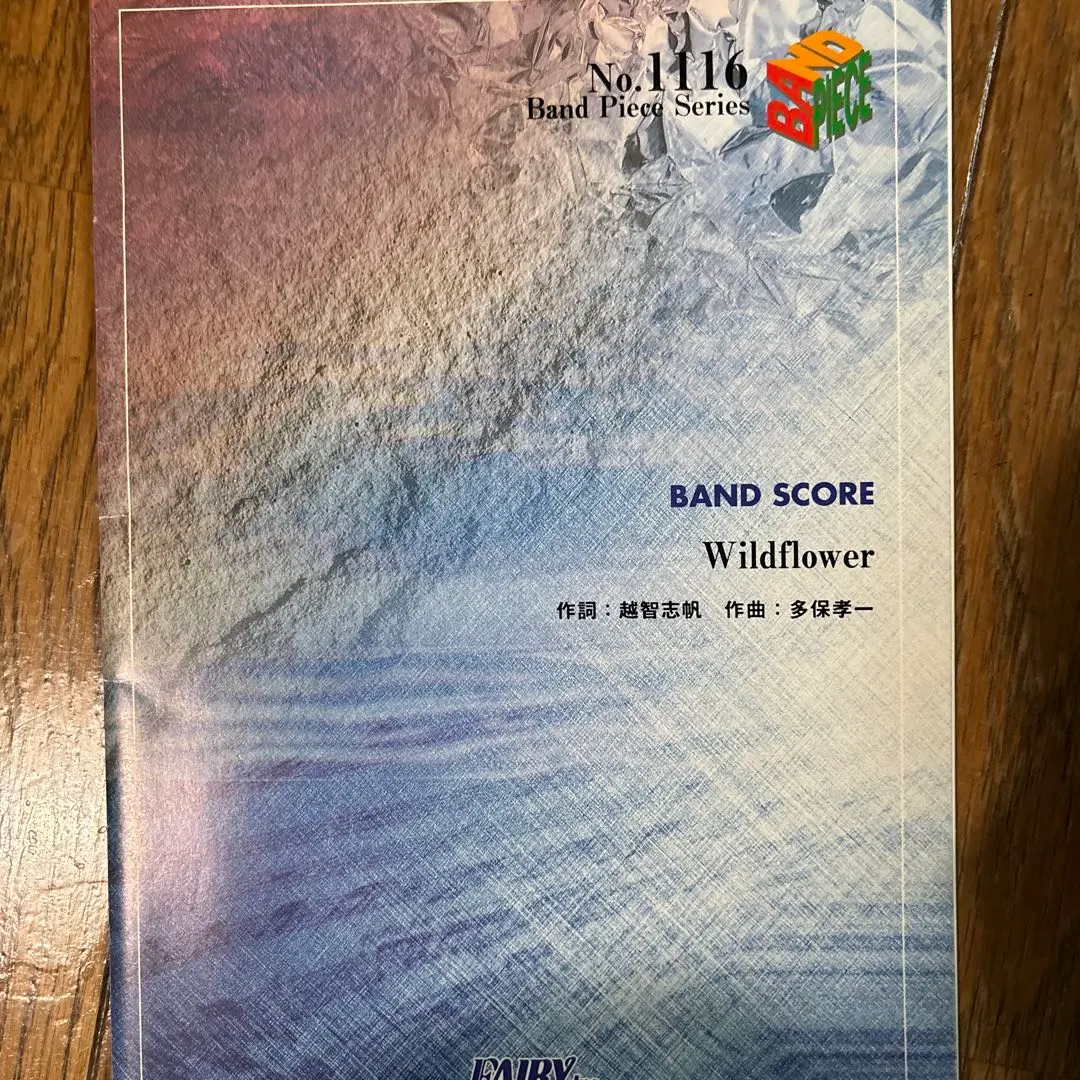 No.1116
Band Piece Series
BAND PIECE
BAND SCORE
Wildflower
作詞：越智志帆　作曲：多保孝一
FAIRY